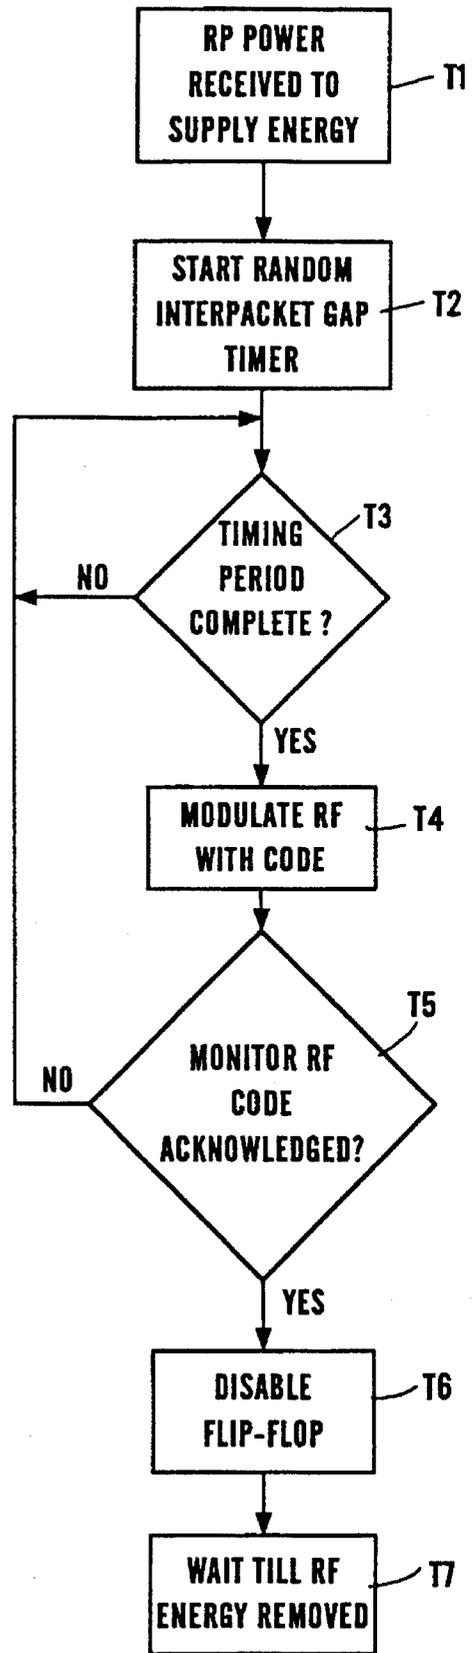 RP POWER
RECEIVED TO
SUPPLY ENERGY
T1
START RANDOM
INTERPACKET GAP
TIMER
T2
TIMING
PERIOD
COMPLETE ?
T3
NO
YES
MODULATE RF
WITH CODE
T4
MONITOR RF
CODE
ACKNOWLEDGED?
T5
NO
YES
DISABLE
FLIP-FLOP
T6
WAIT TILL RF
ENERGY REMOVED
T7